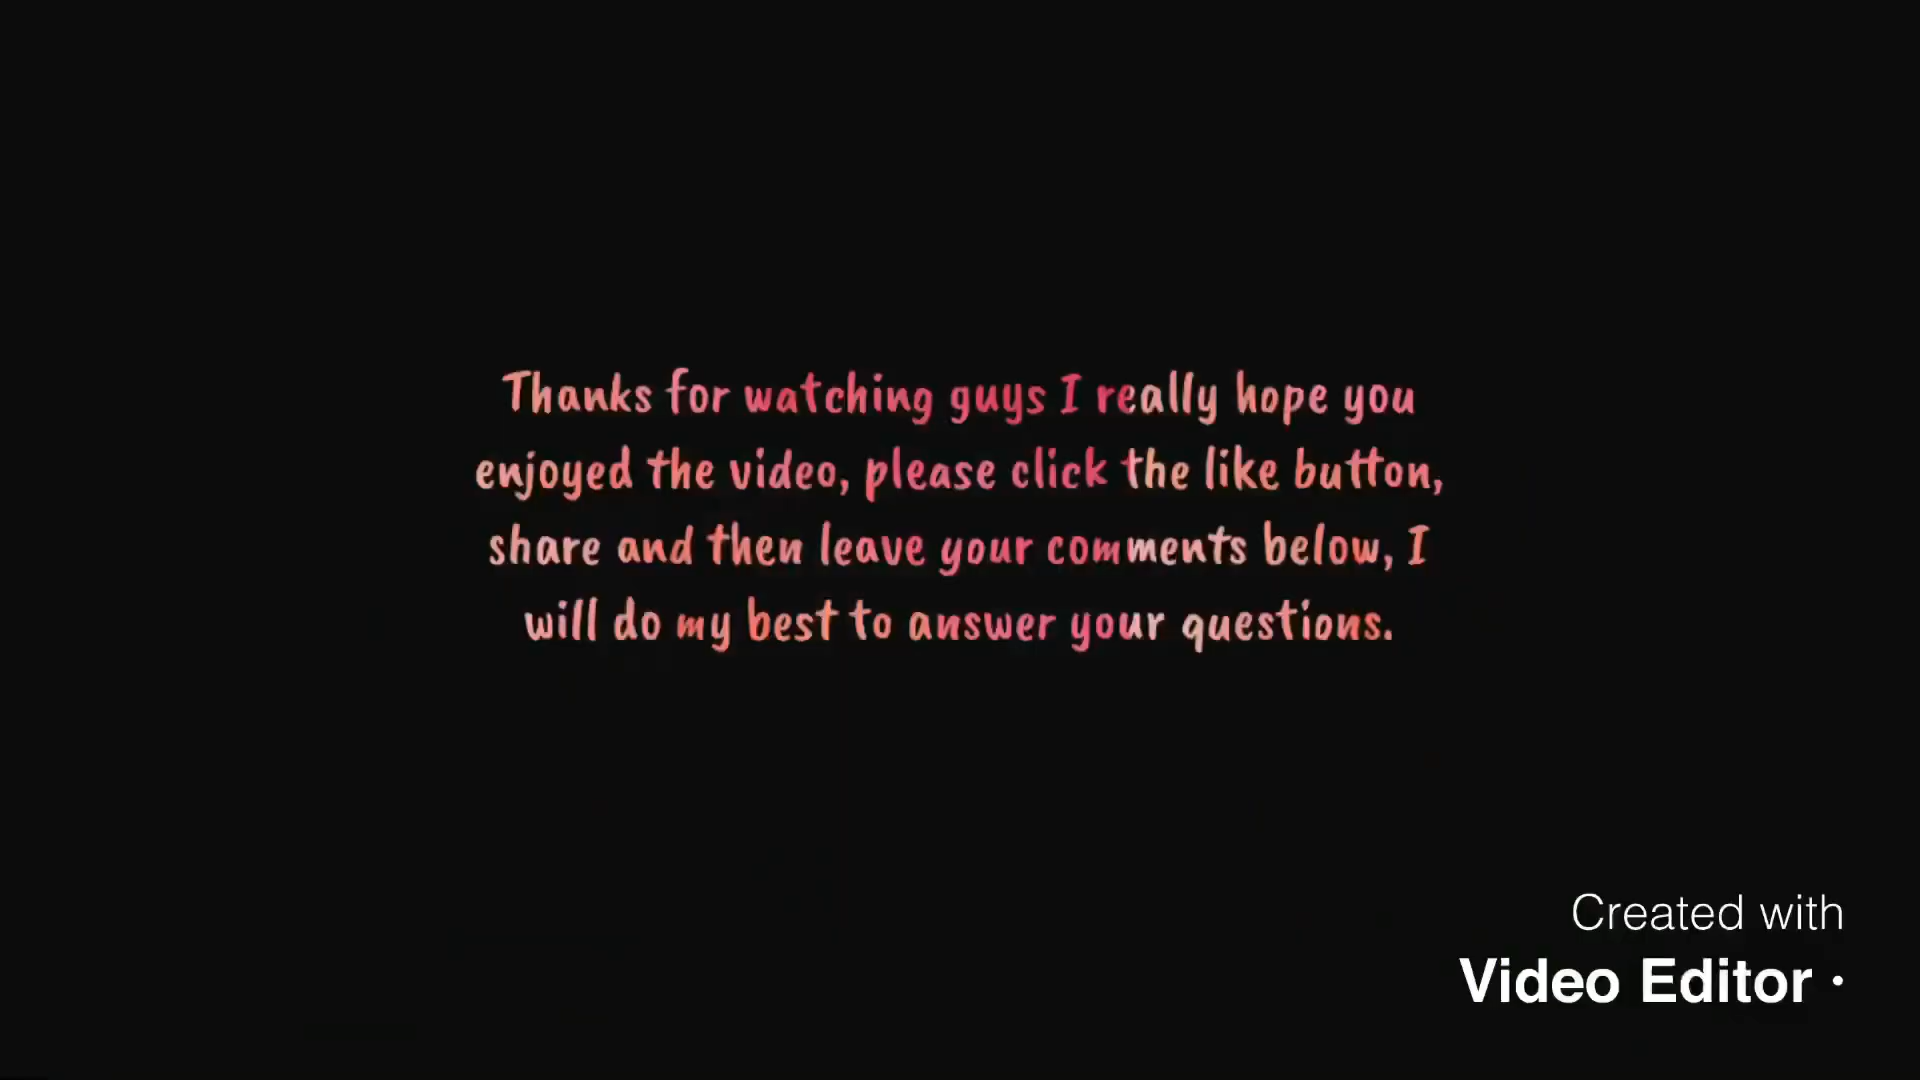 Thanks for watching guys I really hope you
enjoyed the video, please click the like button,
share and then leave your comments below, I
will do my best to answer your questions.
Created with
Video Editor ·